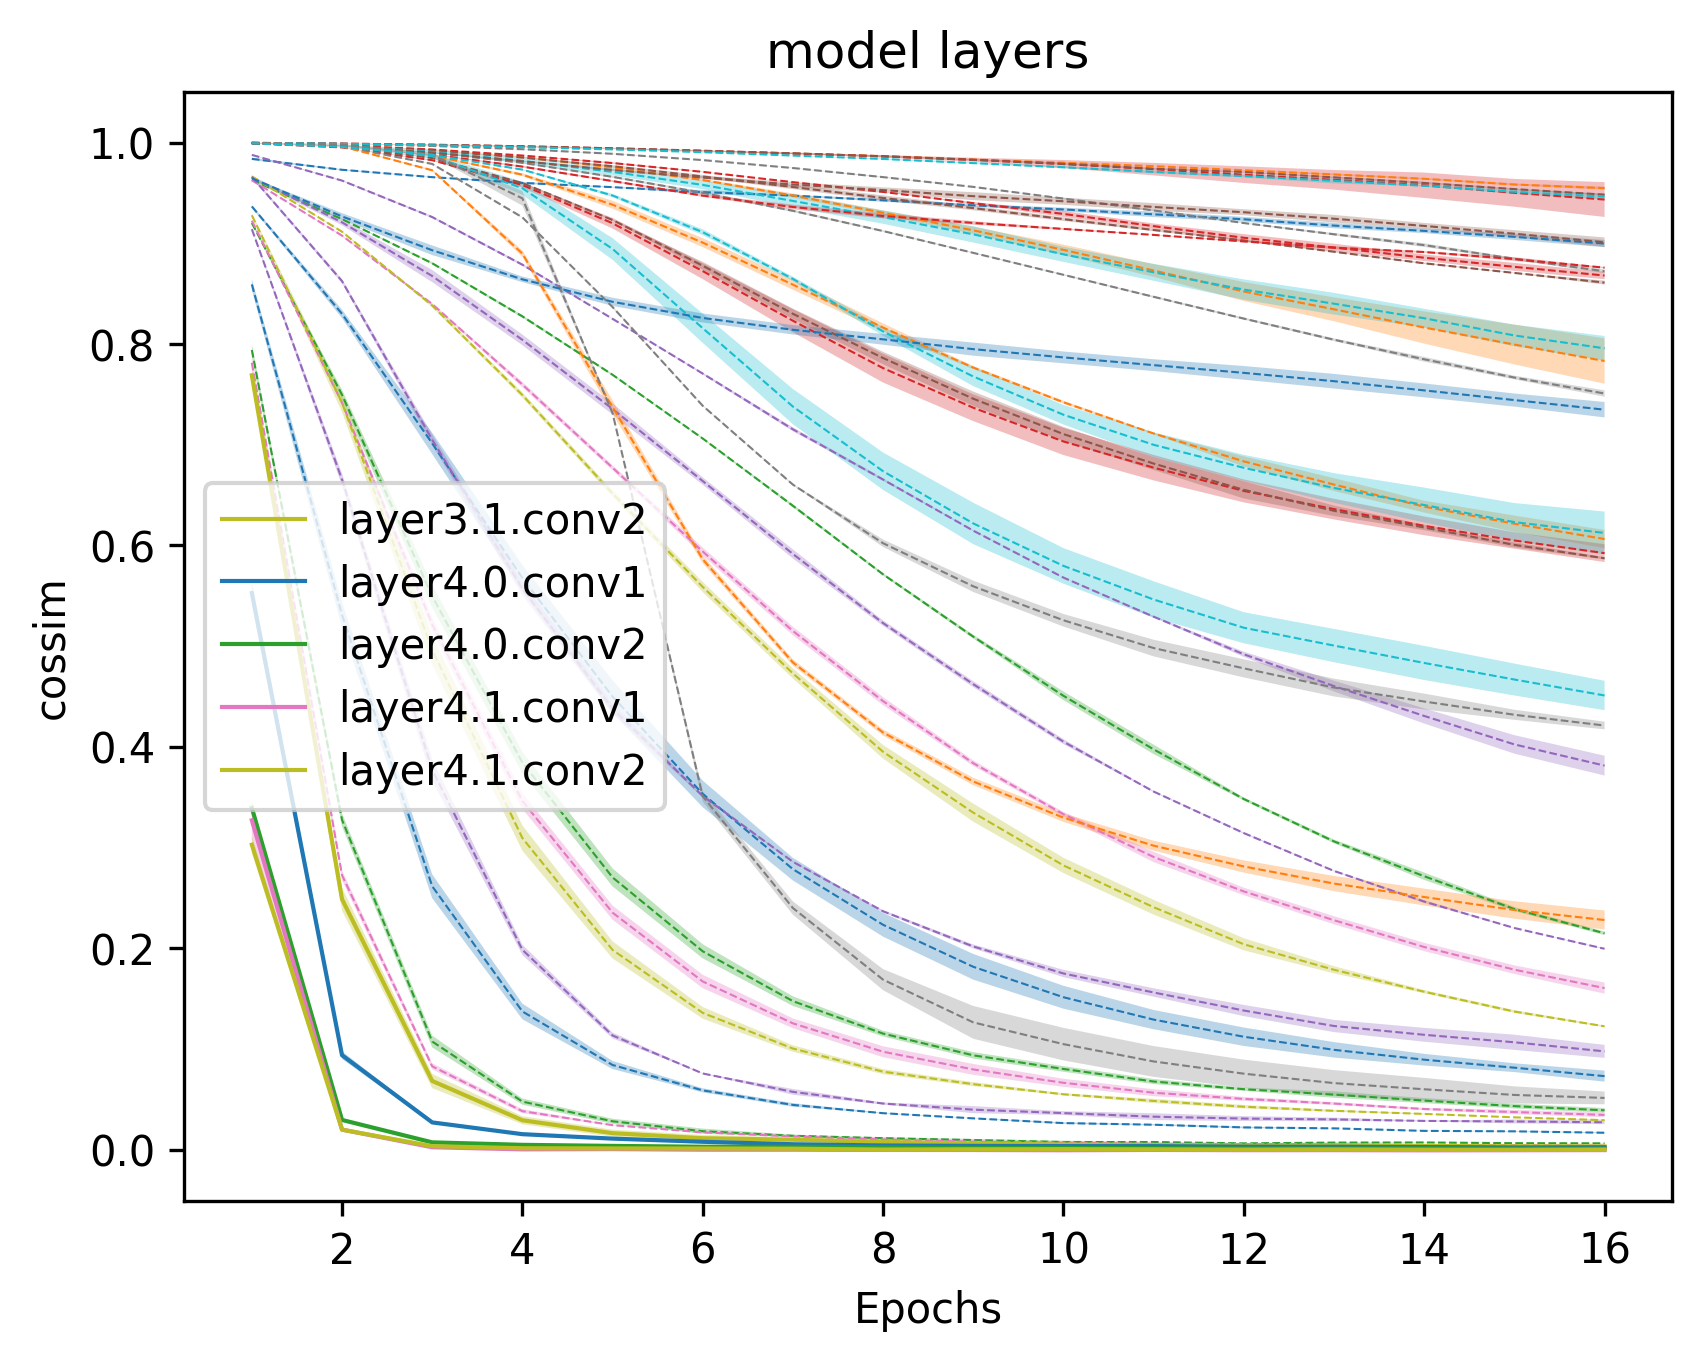 model layers
1.0
0.8
0.6
0.4
0.2
0.0
cossim
layer3.1.conv2
layer4.0.conv1
layer4.0.conv2
layer4.1.conv1
layer4.1.conv2
2 4 6 8 10 12 14 16
Epochs